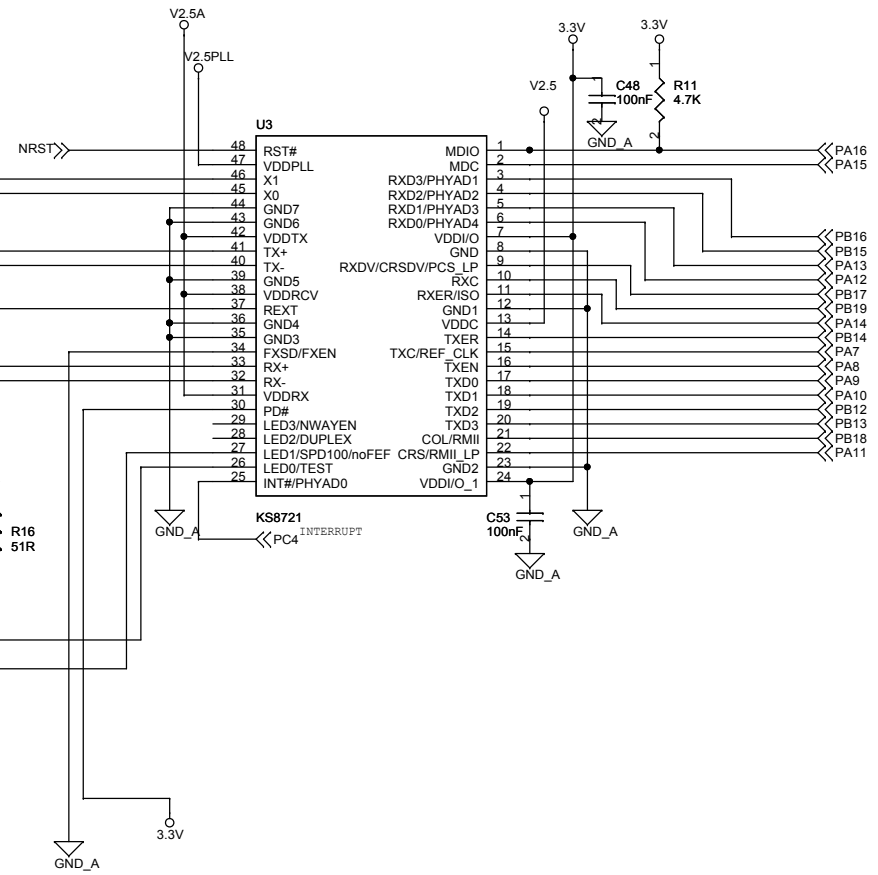 V2.5A
V2.5PLL
3.3V
3.3V
V2.5
C48
100nF
1
2
R11
4.7K
1
2
GND_A
U3
NRST
48 RST# MDIO 1 PA16
47 VDDPLL MDC 2 PA15
46 X1 RXD3/PHYAD1 3
45 X0 RXD2/PHYAD2 4
44 GND7 RXD1/PHYAD3 5
43 GND6 RXD0/PHYAD4 6
42 VDDTX VDDI/O 7 PB16
41 TX+ GND 8 PB15
40 TX- RXDV/CRSDV/PCS_LP 9 PA13
39 GND5 RXC 10 PA12
38 VDDRCV RXER/ISO 11 PB17
37 REXT GND1 12 PB19
36 GND4 VDDC 13 PA14
35 GND3 TXER 14 PB14
34 FXSD/FXEN TXC/REF_CLK 15 PA7
33 RX+ TXEN 16 PA8
32 RX- TXD0 17 PA9
31 VDDRX TXD1 18 PA10
30 PD# TXD2 19 PB12
29 LED3/NWAYEN TXD3 20 PB13
28 LED2/DUPLEX COL/RMII 21 PB18
27 LED1/SPD100/noFEF CRS/RMII_LP 22 PA11
26 LED0/TEST GND2 23
25 INT#/PHYAD0 VDDI/O_1 24
KS8721
PC4 INTERRUPT
GND_A
C53
100nF
1
2
GND_A
GND_A
R16
51R
3.3V
GND_A